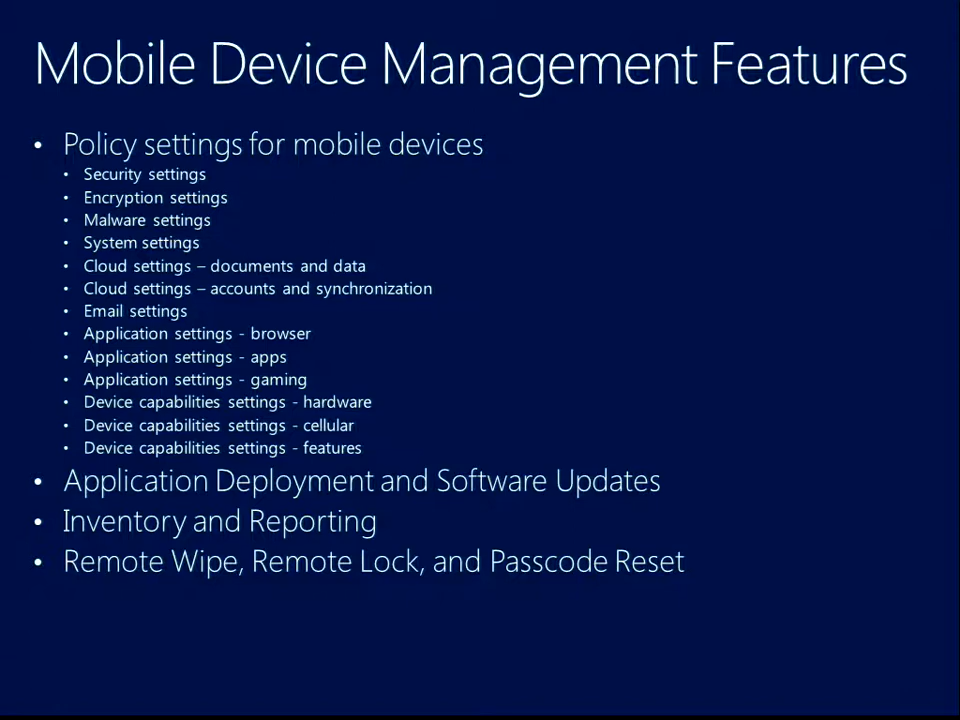 Mobile Device Management Features
• Policy settings for mobile devices
• Security settings
• Encryption settings
• Malware settings
• System settings
• Cloud settings – documents and data
• Cloud settings – accounts and synchronization
• Email settings
• Application settings - browser
• Application settings - apps
• Application settings - gaming
• Device capabilities settings - hardware
• Device capabilities settings - cellular
• Device capabilities settings - features
• Application Deployment and Software Updates
• Inventory and Reporting
• Remote Wipe, Remote Lock, and Passcode Reset